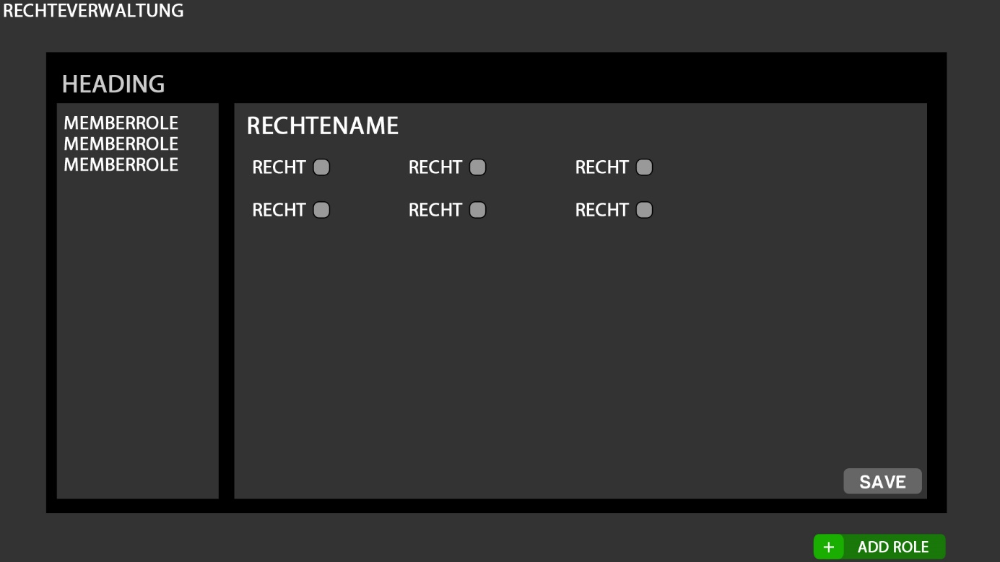 RECHTEVERWALTUNG
HEADING
MEMBERROLE
MEMBERROLE
MEMBERROLE
RECHTENAME
RECHT RECHT RECHT
RECHT RECHT RECHT
SAVE
+ ADD ROLE